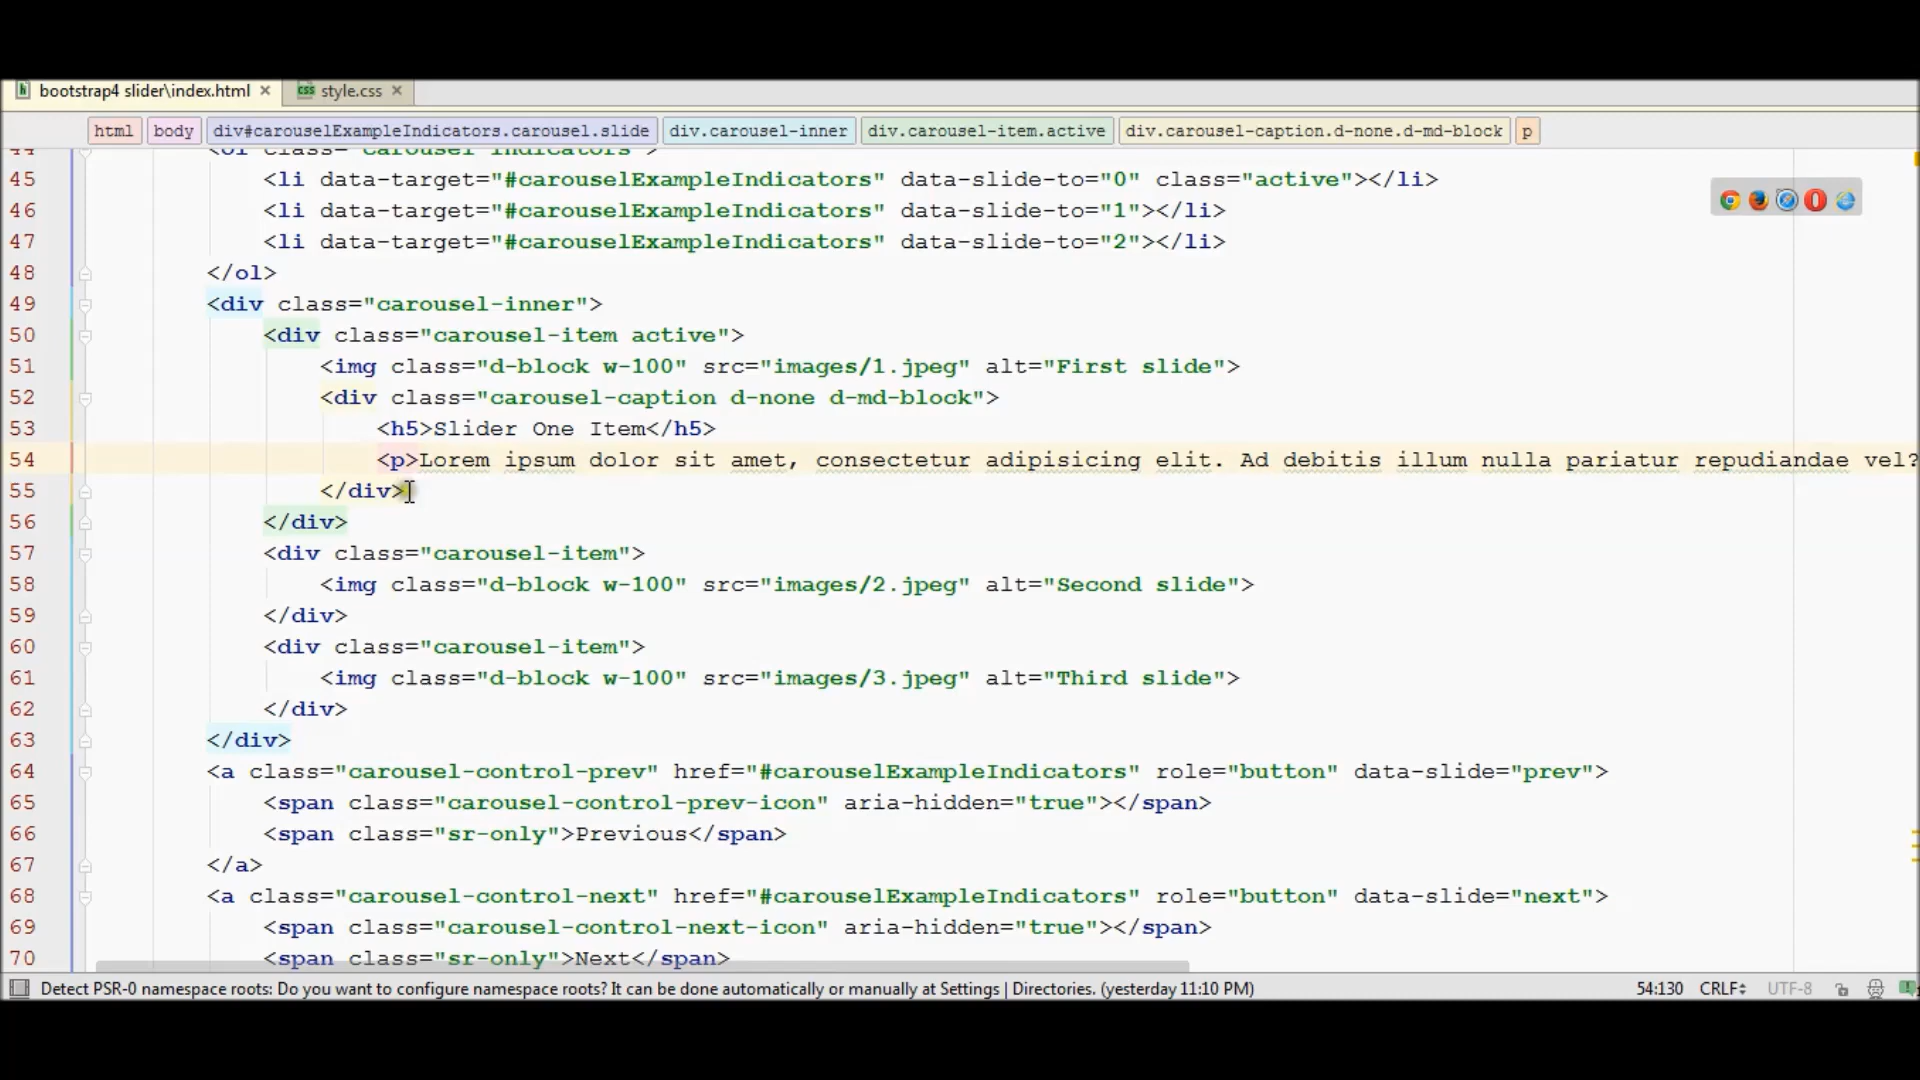 bootstrap4 slider\index.html
style.css
html body div#carouselExampleIndicators.carousel.slide div.carousel-inner div.carousel-item.active div.carousel-caption.d-none.d-md-block p
44 <ol class="carousel-indicators">
45 <li data-target="#carouselExampleIndicators" data-slide-to="0" class="active"></li>
46 <li data-target="#carouselExampleIndicators" data-slide-to="1"></li>
47 <li data-target="#carouselExampleIndicators" data-slide-to="2"></li>
48 </ol>
49 <div class="carousel-inner">
50 <div class="carousel-item active">
51 <img class="d-block w-100" src="images/1.jpeg" alt="First slide">
52 <div class="carousel-caption d-none d-md-block">
53 <h5>Slider One Item</h5>
54 <p>Lorem ipsum dolor sit amet, consectetur adipisicing elit. Ad debitis illum nulla pariatur repudiandae vel?
55 </div>
56 </div>
57 <div class="carousel-item">
58 <img class="d-block w-100" src="images/2.jpeg" alt="Second slide">
59 </div>
60 <div class="carousel-item">
61 <img class="d-block w-100" src="images/3.jpeg" alt="Third slide">
62 </div>
63 </div>
64 <a class="carousel-control-prev" href="#carouselExampleIndicators" role="button" data-slide="prev">
65 <span class="carousel-control-prev-icon" aria-hidden="true"></span>
66 <span class="sr-only">Previous</span>
67 </a>
68 <a class="carousel-control-next" href="#carouselExampleIndicators" role="button" data-slide="next">
69 <span class="carousel-control-next-icon" aria-hidden="true"></span>
70 <span class="sr-only">Next</span>
Detect PSR-0 namespace roots: Do you want to configure namespace roots? It can be done automatically or manually at Settings | Directories. (yesterday 11:10 PM) 54:130 CRLF UTF-8